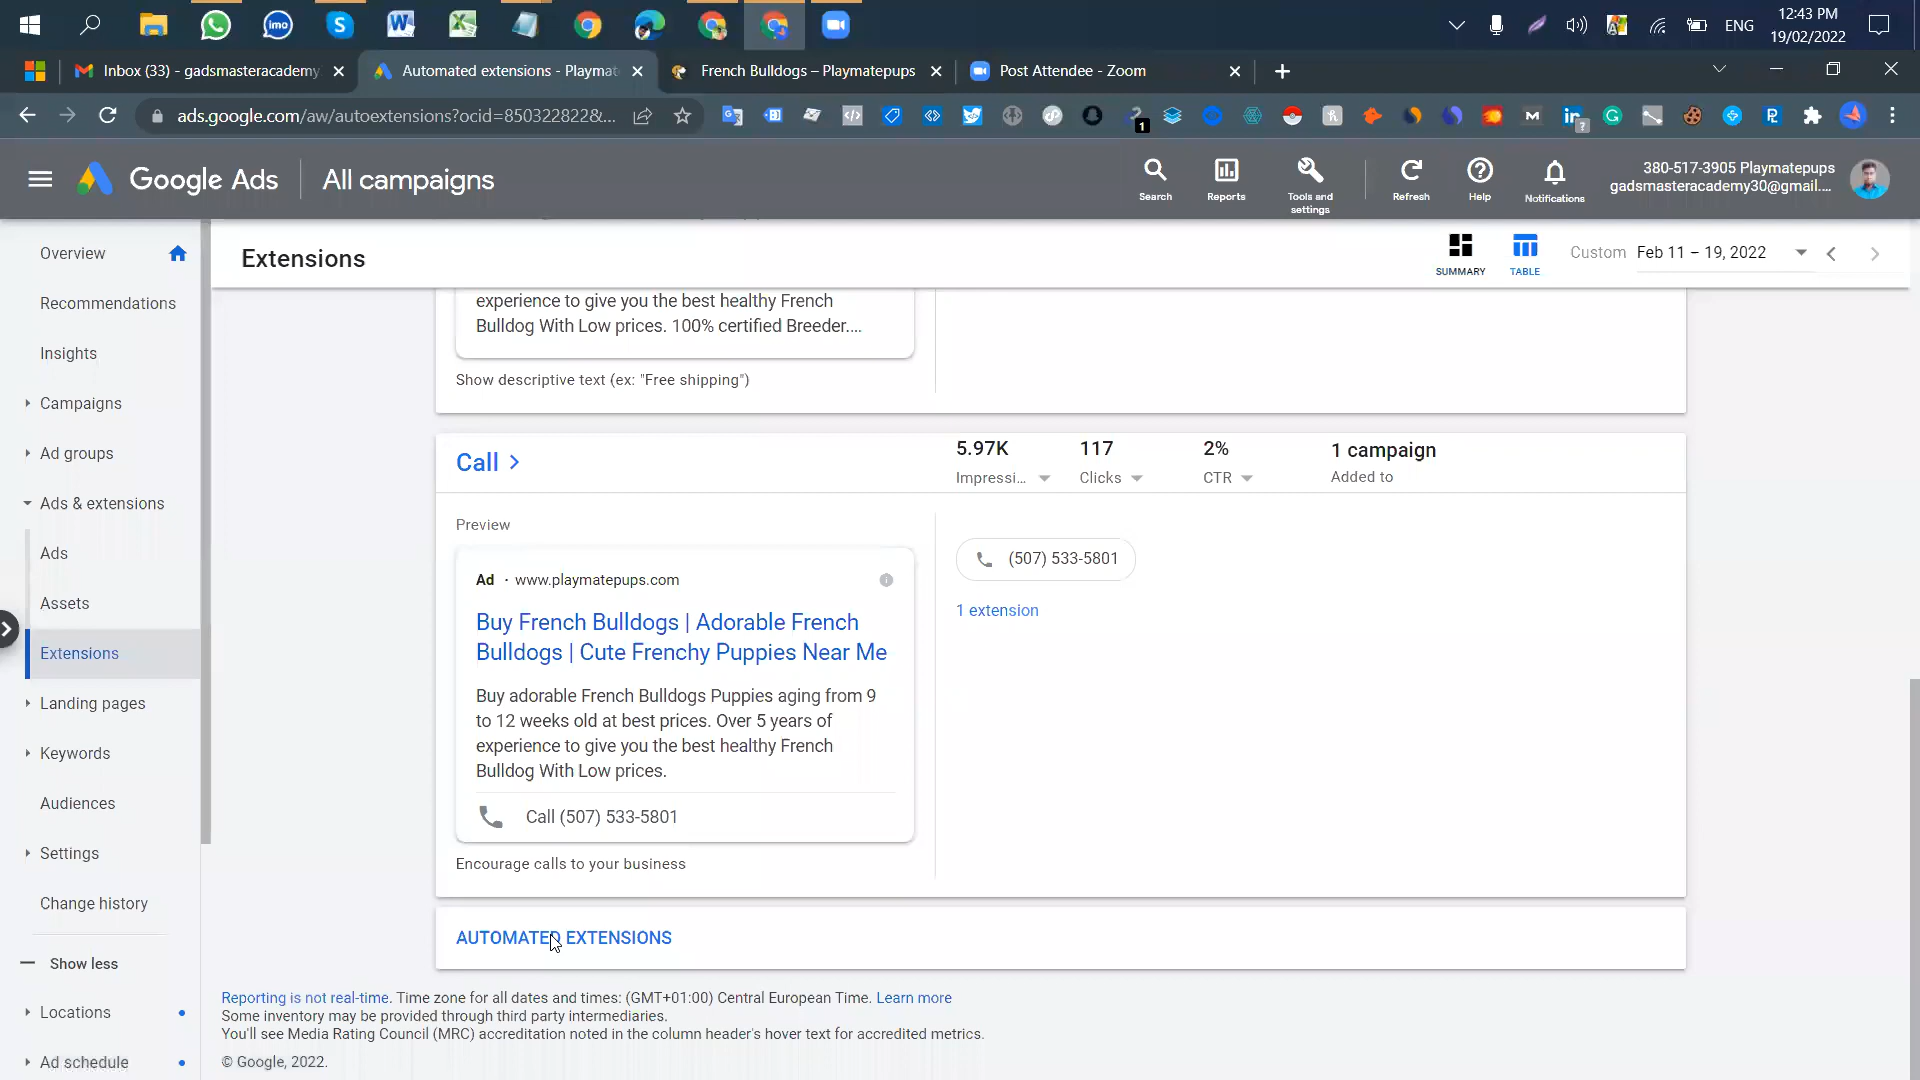 imo
ENG
12:43 PM
19/02/2022
Inbox (33) - gadsmasteracademy
Automated extensions - Playmat
French Bulldogs – Playmatepups
Post Attendee - Zoom
ads.google.com/aw/autoextensions?ocid=850322822&...
1
Google Ads
All campaigns
Search
Reports
Tools and
settings
Refresh
Help
Notifications
380-517-3905 Playmatepups
gadsmasteracademy30@gmail....
Overview
Recommendations
Insights
Campaigns
Ad groups
Ads & extensions
Ads
Assets
Extensions
Landing pages
Keywords
Audiences
Settings
Change history
Show less
Locations
Ad schedule
Extensions
SUMMARY
TABLE
Custom
Feb 11 – 19, 2022
experience to give you the best healthy French
Bulldog With Low prices. 100% certified Breeder....
Show descriptive text (ex: "Free shipping")
Call
5.97K
117
2%
1 campaign
Impressi...
Clicks
CTR
Added to
Preview
Ad · www.playmatepups.com
Buy French Bulldogs | Adorable French
Bulldogs | Cute Frenchy Puppies Near Me
Buy adorable French Bulldogs Puppies aging from 9
to 12 weeks old at best prices. Over 5 years of
experience to give you the best healthy French
Bulldog With Low prices.
Call (507) 533-5801
Encourage calls to your business
(507) 533-5801
1 extension
AUTOMATED EXTENSIONS
Reporting is not real-time. Time zone for all dates and times: (GMT+01:00) Central European Time. Learn more
Some inventory may be provided through third party intermediaries.
You'll see Media Rating Council (MRC) accreditation noted in the column header's hover text for accredited metrics.
© Google, 2022.